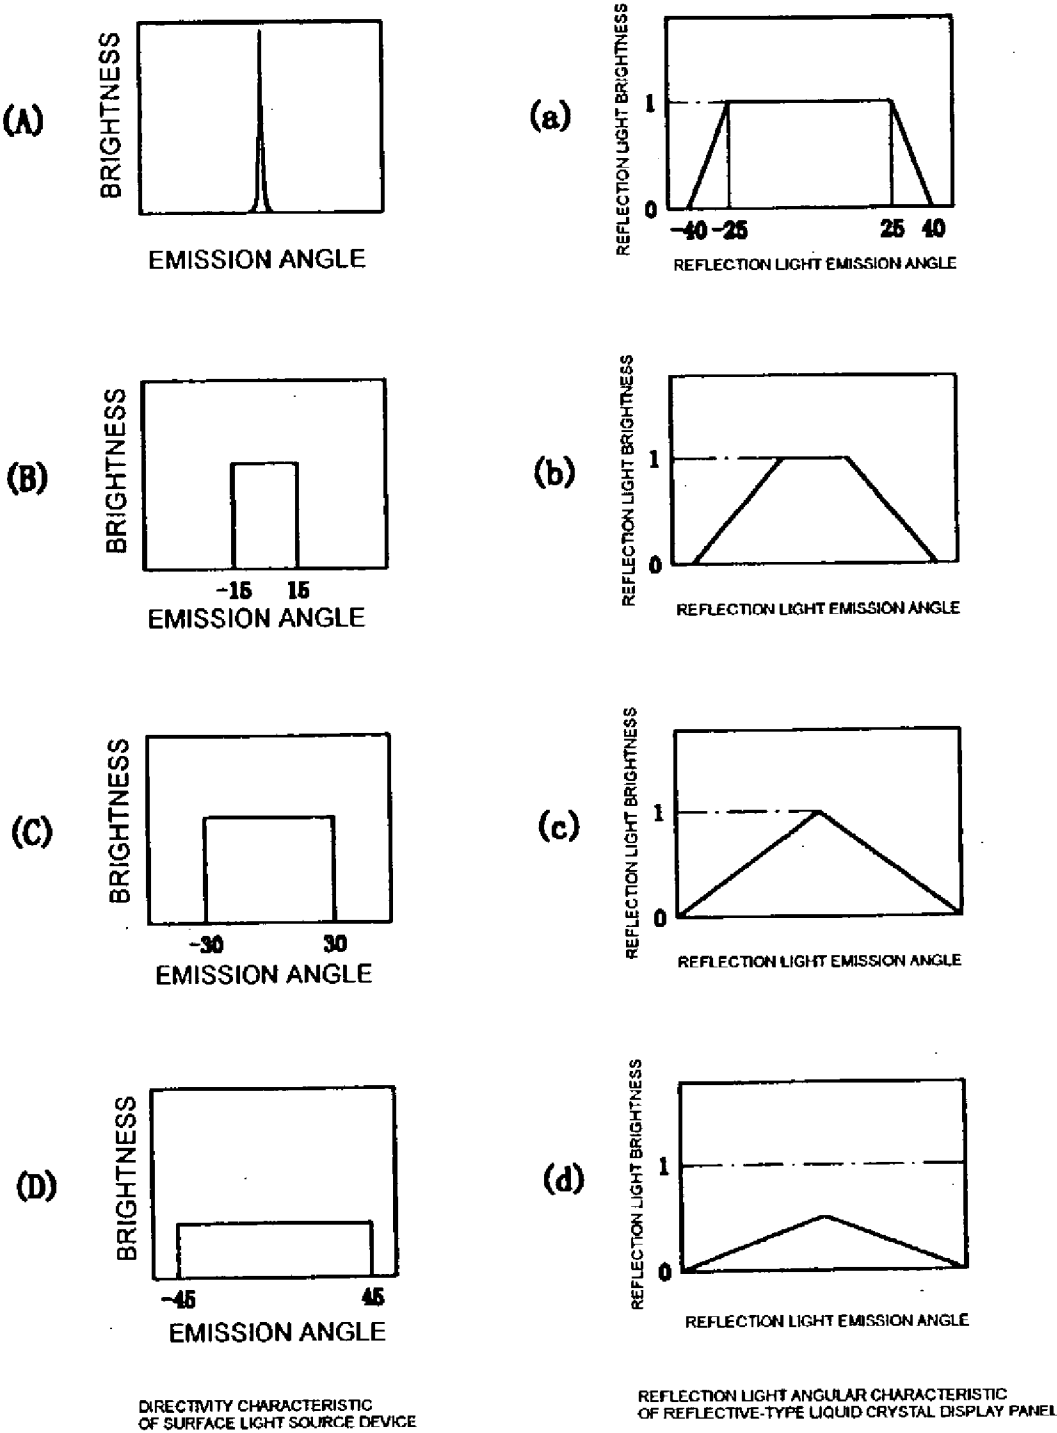 (A)
BRIGHTNESS
EMISSION ANGLE
(a)
REFLECTION LIGHT BRIGHTNESS
1
0
-40 -25 25 40
REFLECTION LIGHT EMISSION ANGLE
(B)
BRIGHTNESS
-15 15
EMISSION ANGLE
(b)
REFLECTION LIGHT BRIGHTNESS
1
0
REFLECTION LIGHT EMISSION ANGLE
(C)
BRIGHTNESS
-30 30
EMISSION ANGLE
(c)
REFLECTION LIGHT BRIGHTNESS
1
0
REFLECTION LIGHT EMISSION ANGLE
(D)
BRIGHTNESS
-45 45
EMISSION ANGLE
(d)
REFLECTION LIGHT BRIGHTNESS
1
0
REFLECTION LIGHT EMISSION ANGLE
DIRECTIVITY CHARACTERISTIC
OF SURFACE LIGHT SOURCE DEVICE
REFLECTION LIGHT ANGULAR CHARACTERISTIC
OF REFLECTIVE-TYPE LIQUID CRYSTAL DISPLAY PANEL